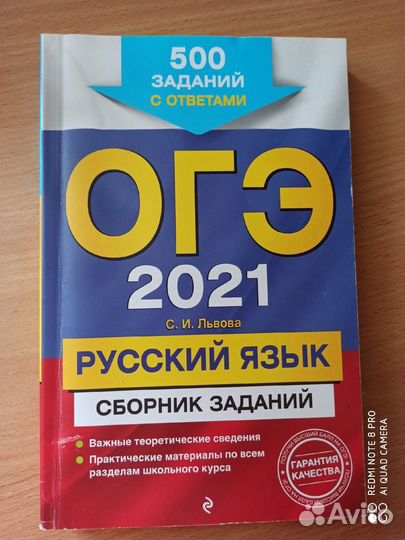 500
ЗАДАНИЙ
С ОТВЕТАМИ
ОГЭ
2021
С. И. Львова
РУССКИЙ ЯЗЫК
СБОРНИК ЗАДАНИЙ
• Важные теоретические сведения
• Практические материалы по всем
разделам школьного курса
ГАРАНТИЯ
КАЧЕСТВА
REDMI NOTE 8 PRO
AI QUAD CAMERA
Avito